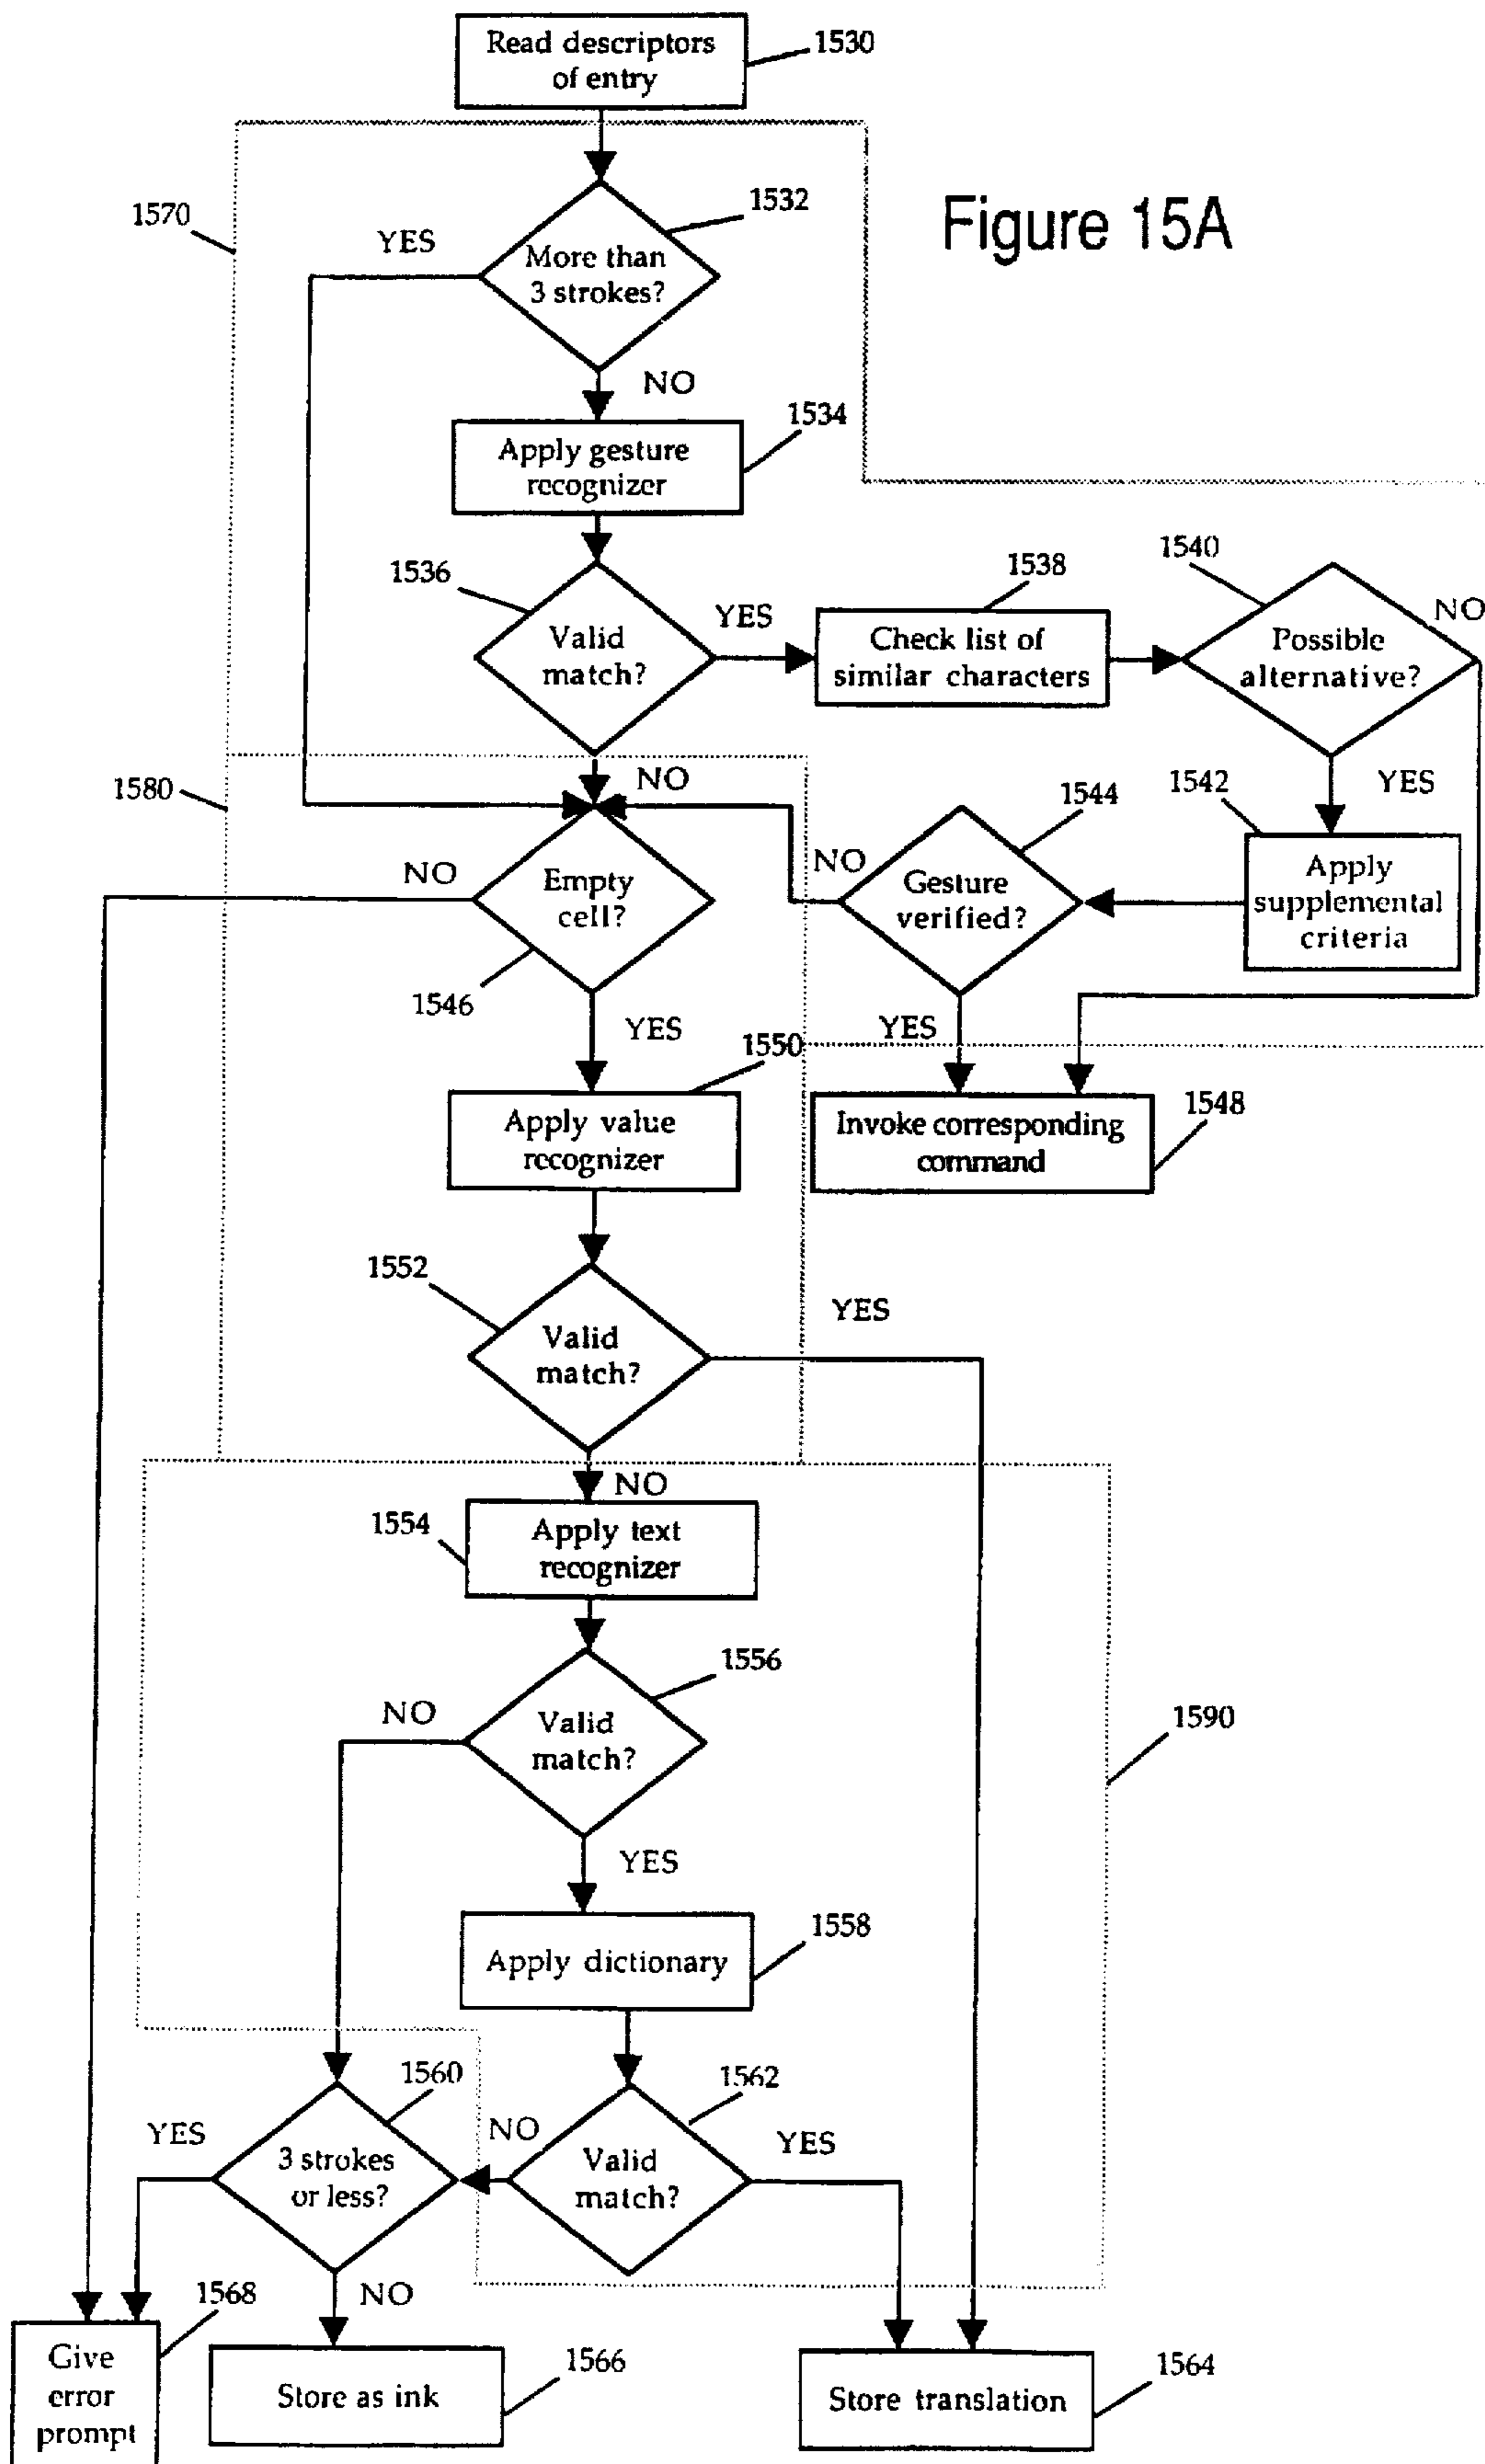 Read descriptors
of entry
1530
Figure 15A
1570
1532
YES
More than
3 strokes?
NO
1534
Apply gesture
recognizer
1536
Valid
match?
YES
1538
Check list of
similar characters
1540
Possible
alternative?
NO
YES
1580
NO
1542
Apply
supplemental
criteria
1544
Gesture
verified?
NO
YES
NO
Empty
cell?
1546
YES
1550
Apply value
recognizer
Invoke corresponding
command
1548
1552
Valid
match?
YES
NO
1554
Apply text
recognizer
1556
NO
Valid
match?
1590
YES
1558
Apply dictionary
1560
YES
3 strokes
or less?
NO
1562
Valid
match?
YES
NO
1568
Give
error
prompt
Store as ink
1566
Store translation
1564